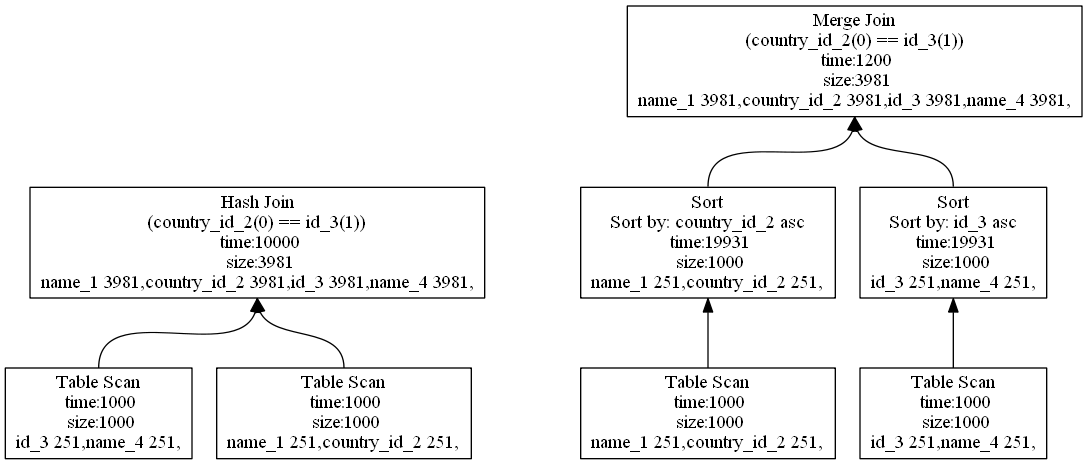 Merge Join
(country_id_2(0) == id_3(1))
time:1200
size:3981
name_1 3981,country_id_2 3981,id_3 3981,name_4 3981,
Hash Join
(country_id_2(0) == id_3(1))
time:10000
size:3981
name_1 3981,country_id_2 3981,id_3 3981,name_4 3981,
Sort
Sort by: country_id_2 asc
time:19931
size:1000
name_1 251,country_id_2 251,
Sort
Sort by: id_3 asc
time:19931
size:1000
id_3 251,name_4 251,
Table Scan
time:1000
size:1000
id_3 251,name_4 251,
Table Scan
time:1000
size:1000
name_1 251,country_id_2 251,
Table Scan
time:1000
size:1000
name_1 251,country_id_2 251,
Table Scan
time:1000
size:1000
id_3 251,name_4 251,